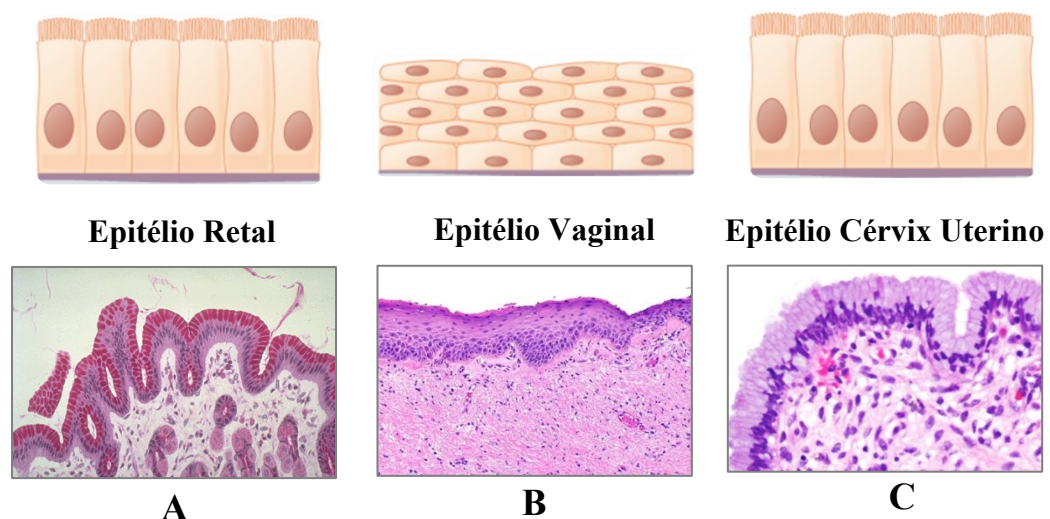 Epitélio Retal
Epitélio Vaginal
Epitélio Cérvix Uterino
A
B
C